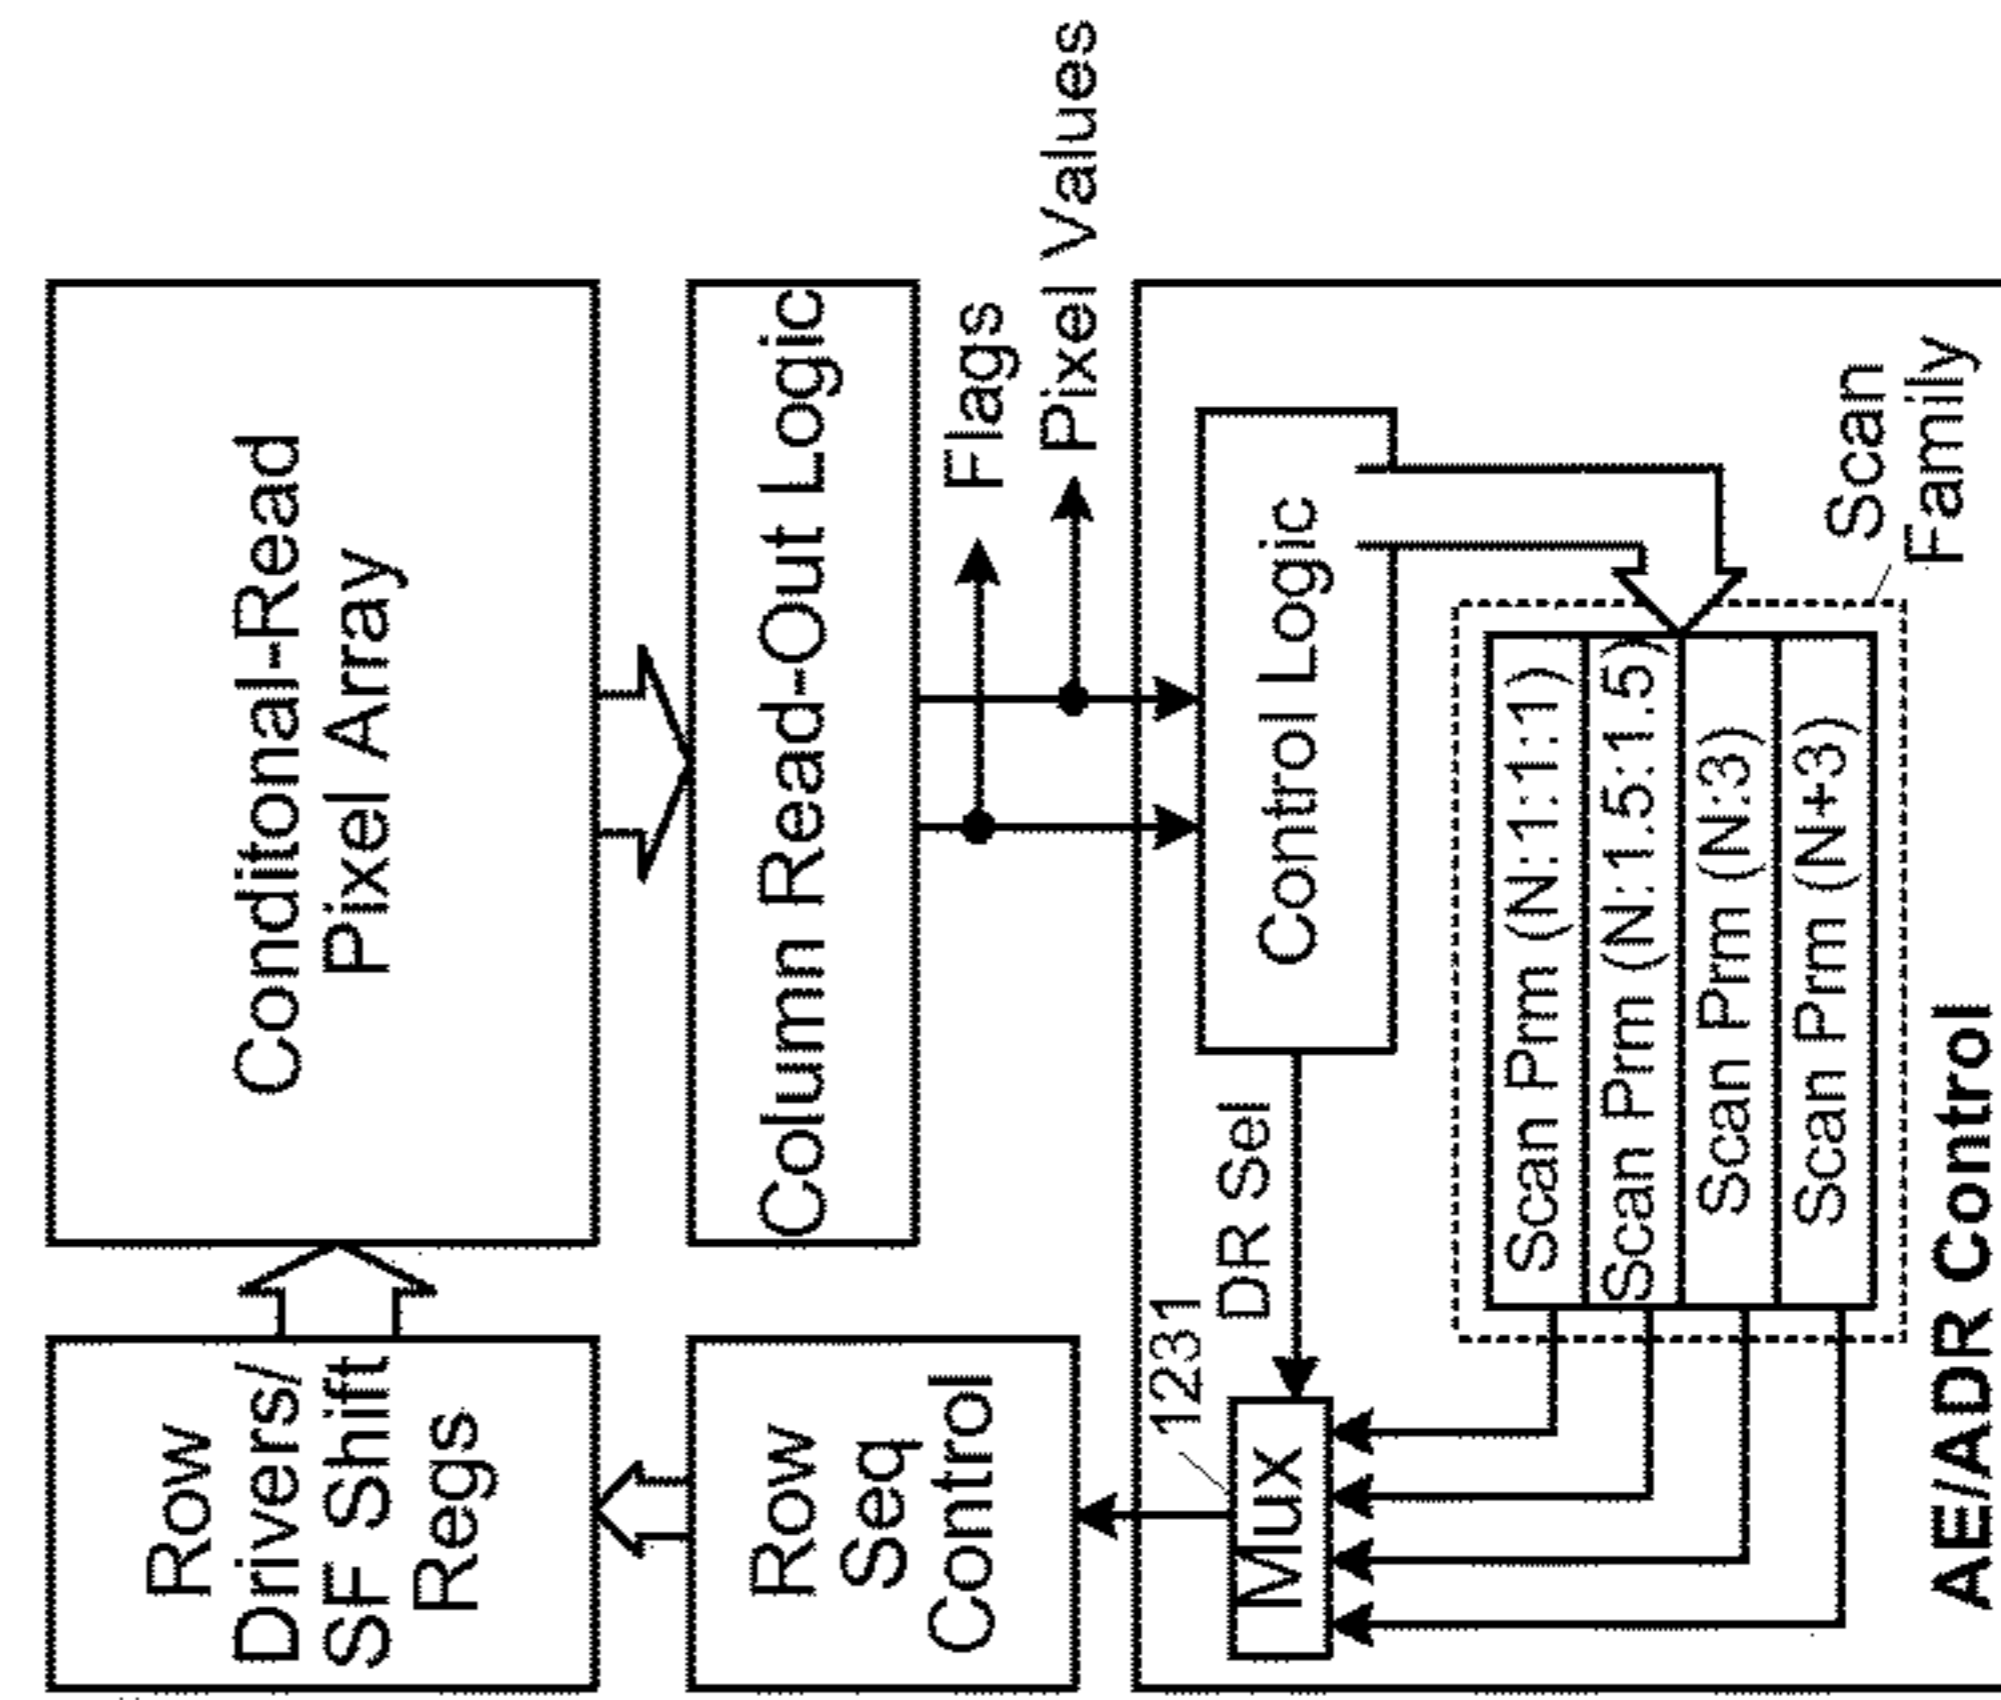 Row
Drivers/
SF Shift
Regs
Conditonal-Read
Pixel Array
Row
Seq
Control
Column Read-Out Logic
Flags
Pixel Values
1231
Mux
DR Sel
Control Logic
Scan Prm (N:1:1:1)
Scan Prm (N:1.5:1.5)
Scan Prm (N:3)
Scan Prm (N+3)
Scan
Family
AE/ADR Control